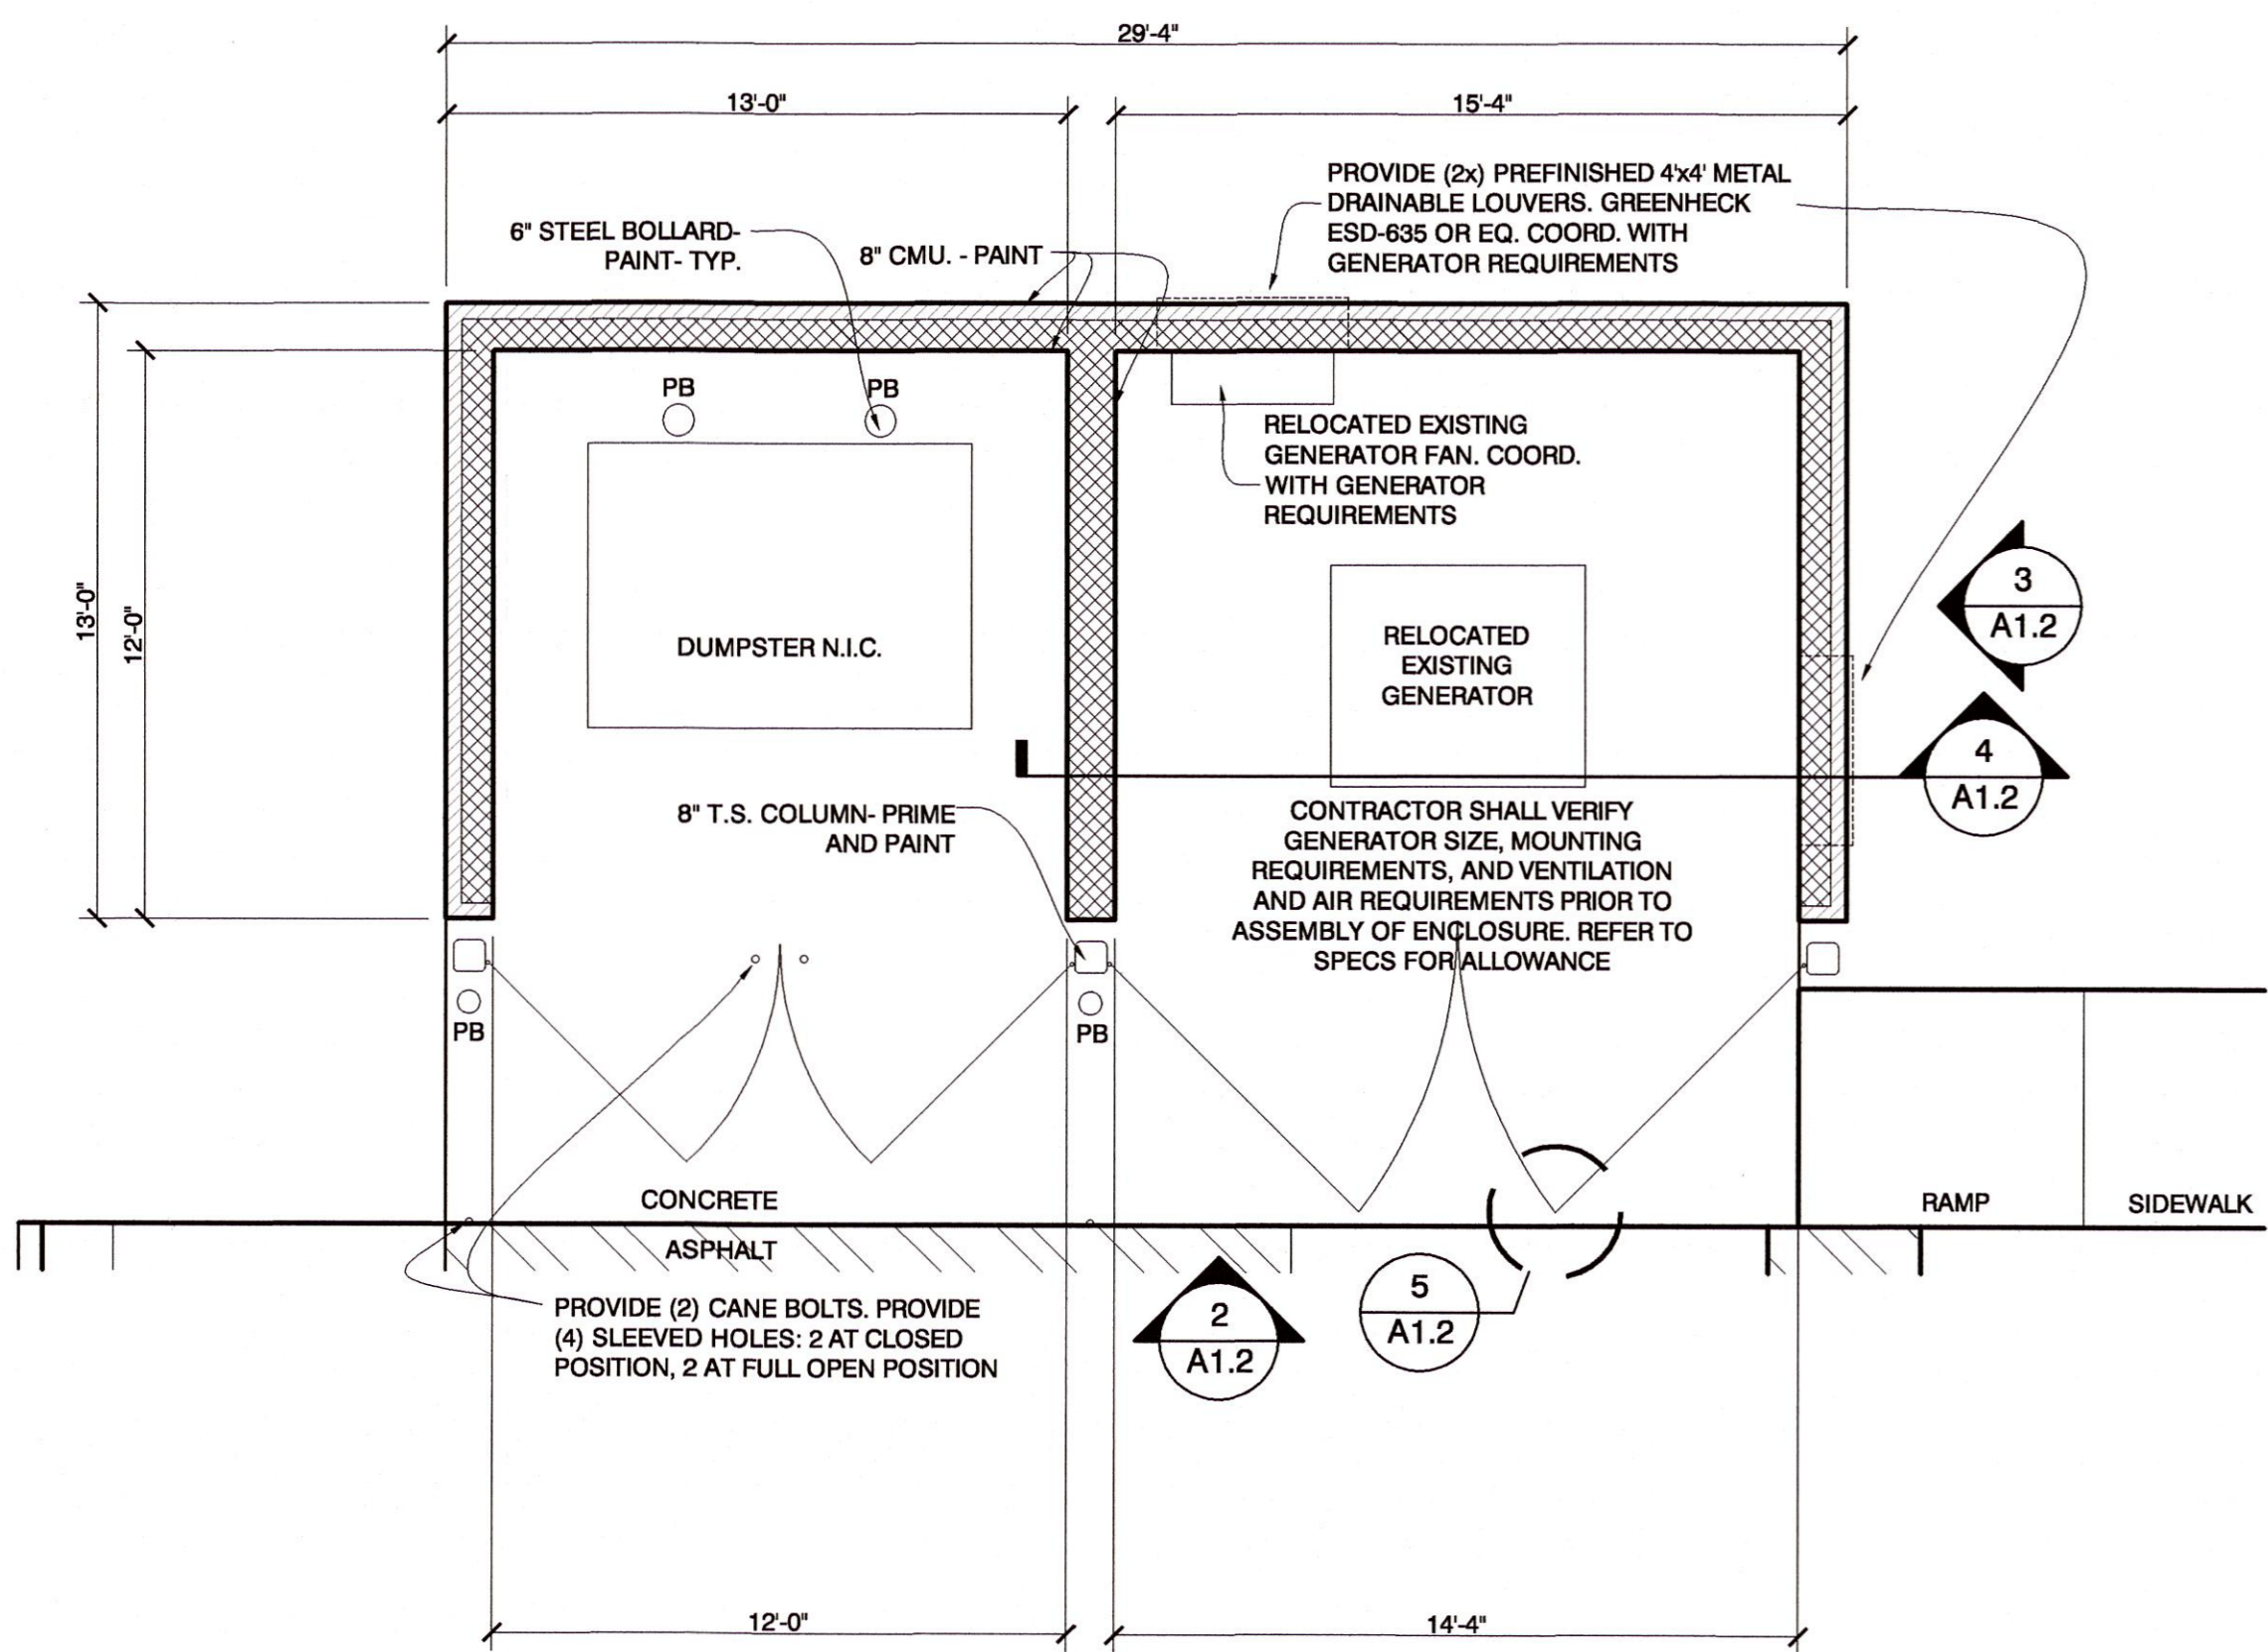 29'-4"
13'-0"
15'-4"
PROVIDE (2x) PREFINISHED 4'x4' METAL
DRAINABLE LOUVERS. GREENHECK
ESD-635 OR EQ. COORD. WITH
GENERATOR REQUIREMENTS
6" STEEL BOLLARD-
PAINT- TYP.
8" CMU. - PAINT
PB
PB
RELOCATED EXISTING
GENERATOR FAN. COORD.
WITH GENERATOR
REQUIREMENTS
13'-0"
12'-0"
DUMPSTER N.I.C.
RELOCATED
EXISTING
GENERATOR
3
A1.2
4
A1.2
8" T.S. COLUMN- PRIME
AND PAINT
CONTRACTOR SHALL VERIFY
GENERATOR SIZE, MOUNTING
REQUIREMENTS, AND VENTILATION
AND AIR REQUIREMENTS PRIOR TO
ASSEMBLY OF ENCLOSURE. REFER TO
SPECS FOR ALLOWANCE
PB
PB
CONCRETE
ASPHALT
RAMP
SIDEWALK
PROVIDE (2) CANE BOLTS. PROVIDE
(4) SLEEVED HOLES: 2 AT CLOSED
POSITION, 2 AT FULL OPEN POSITION
2
A1.2
5
A1.2
12'-0"
14'-4"